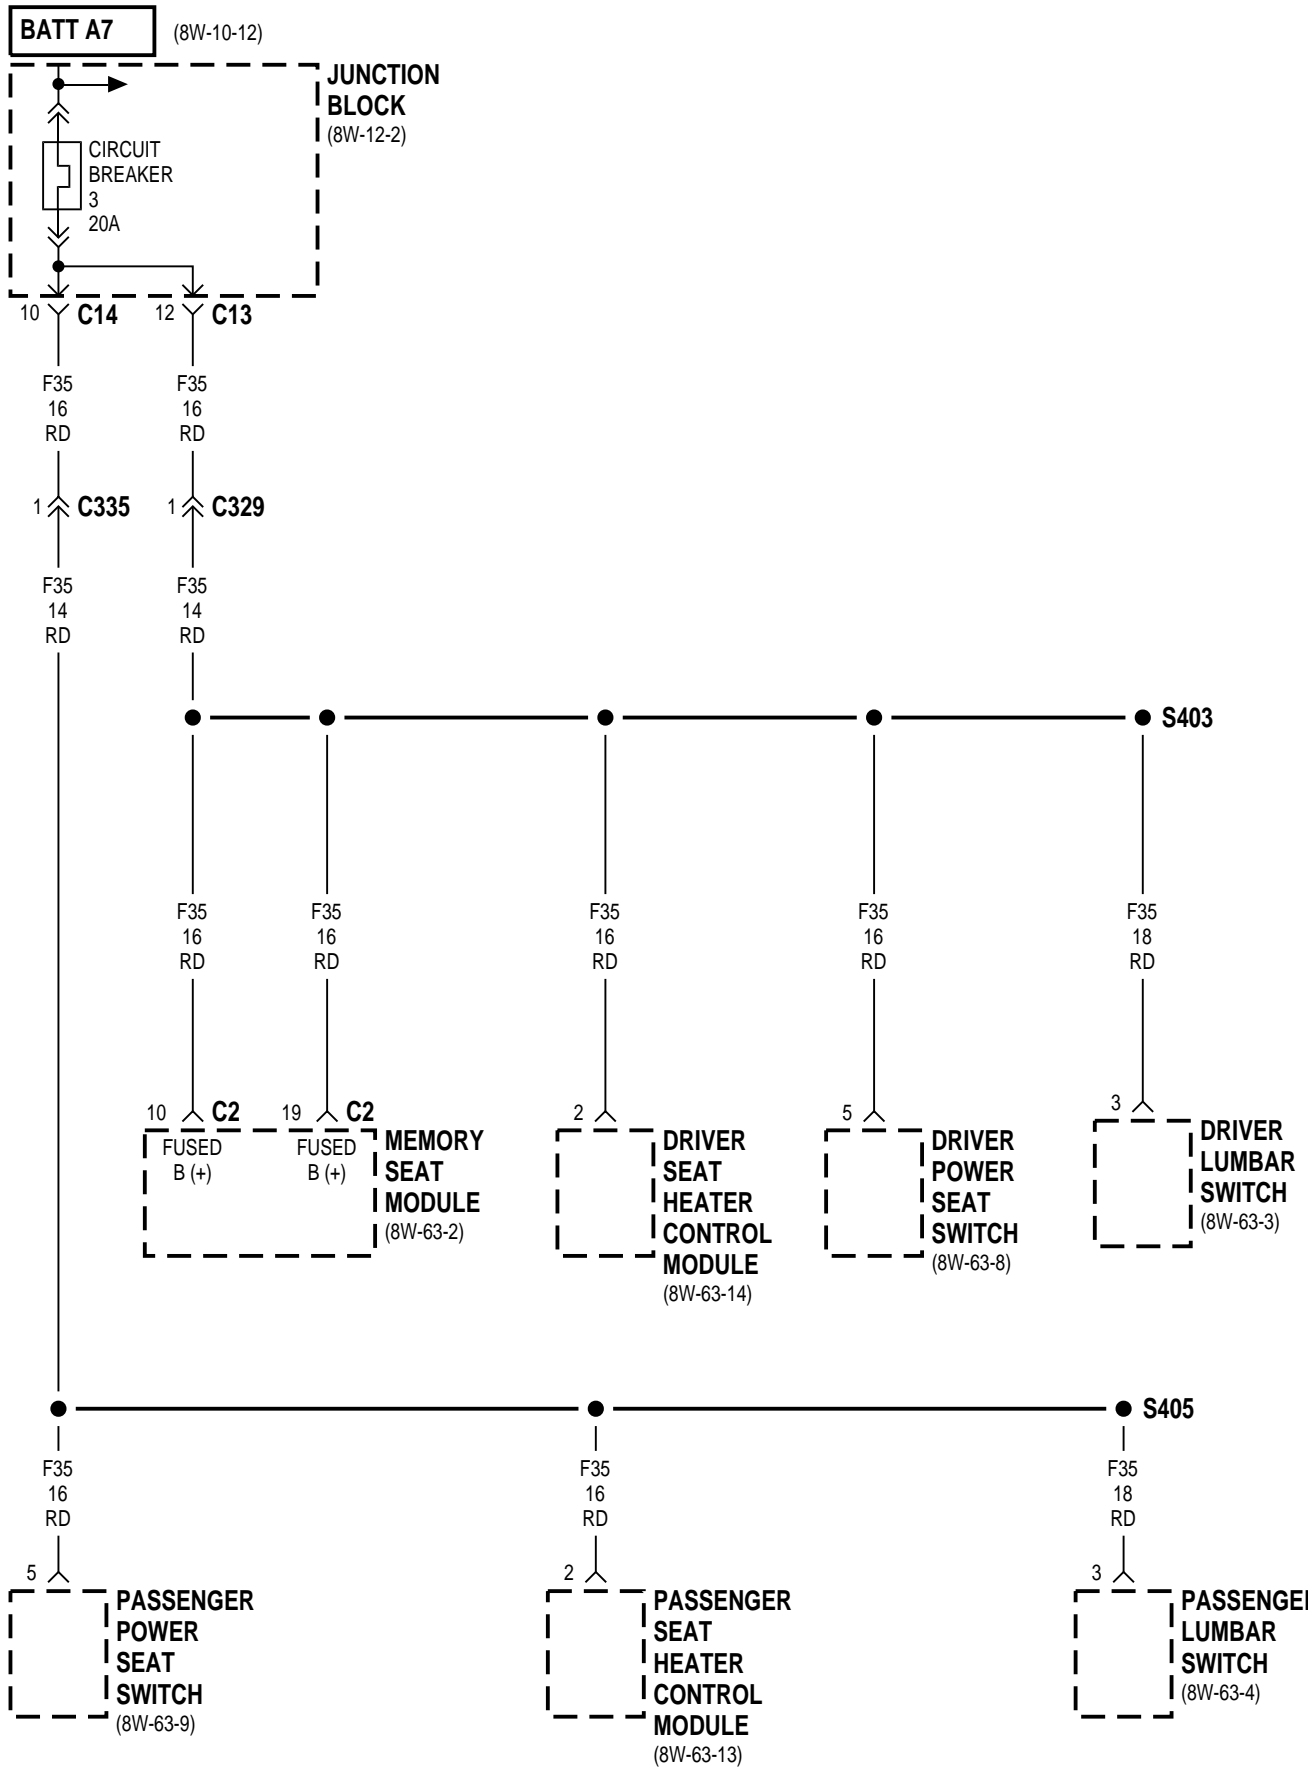 BATT A7 (8W-10-12)
JUNCTION
BLOCK
(8W-12-2)
CIRCUIT
BREAKER
3
20A
10 C14 12 C13
F35 F35
16 16
RD RD
1 C335 1 C329
F35 F35
14 14
RD RD
S403
F35 F35 F35 F35 F35
16 16 16 16 18
RD RD RD RD RD
10 C2 19 C2 2 5 3
FUSED FUSED
B (+) B (+)
MEMORY
SEAT
MODULE
(8W-63-2)
DRIVER
SEAT
HEATER
CONTROL
MODULE
(8W-63-14)
DRIVER
POWER
SEAT
SWITCH
(8W-63-8)
DRIVER
LUMBAR
SWITCH
(8W-63-3)
S405
F35 F35 F35
16 16 18
RD RD RD
5 2 3
PASSENGER
POWER
SEAT
SWITCH
(8W-63-9)
PASSENGER
SEAT
HEATER
CONTROL
MODULE
(8W-63-13)
PASSENGER
LUMBAR
SWITCH
(8W-63-4)